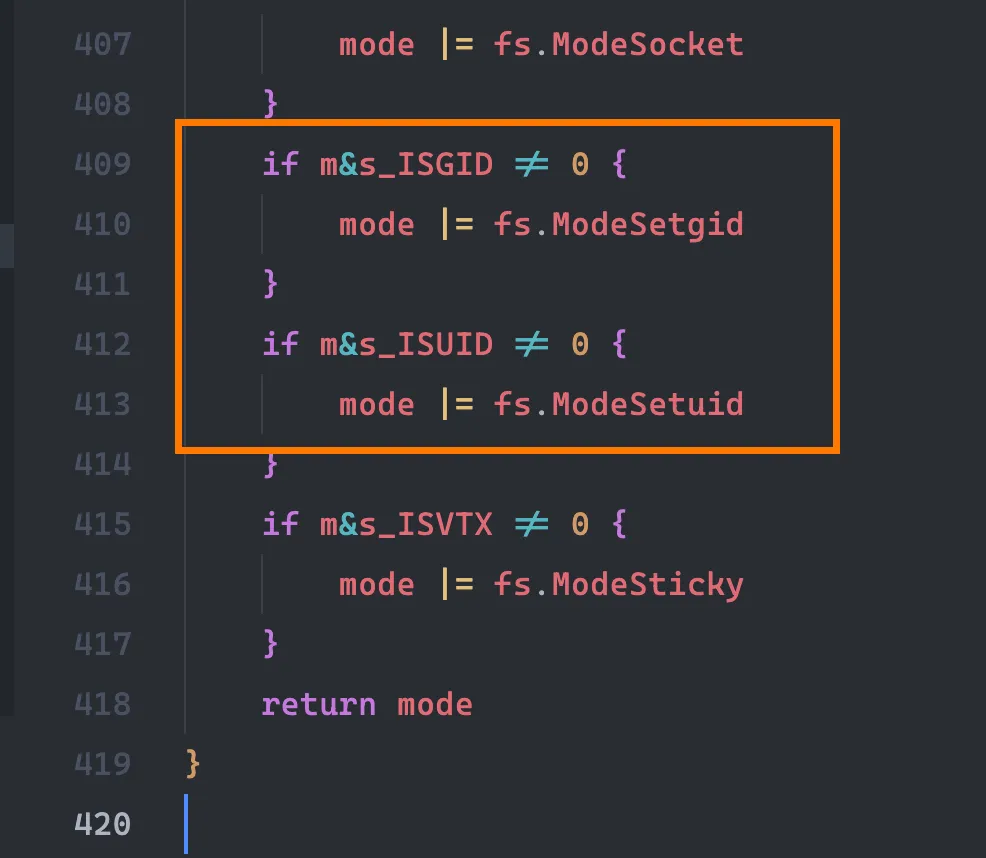 407 mode |= fs.ModeSocket
408 }
409 if m&s_ISGID != 0 {
410 mode |= fs.ModeSetgid
411 }
412 if m&s_ISUID != 0 {
413 mode |= fs.ModeSetuid
414 }
415 if m&s_ISVTX != 0 {
416 mode |= fs.ModeSticky
417 }
418 return mode
419 }
420